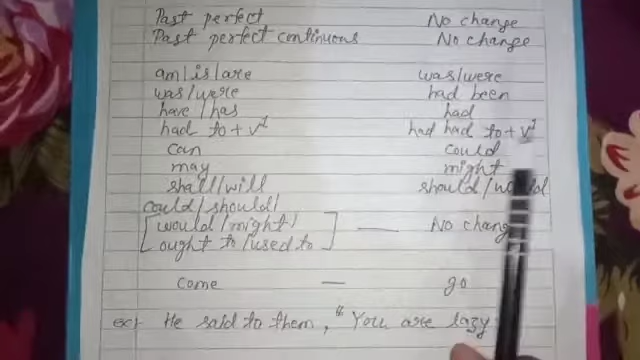 Past perfect No change
Past perfect continuous No change
am/is/are was/were
was/were had been
have/has had
had to + v¹ had had to + v¹
can could
may might
shall/will should/would
could/should/
[would/might/
ought to/used to] — No change
Come — go
ex) He said to them, "You are lazy